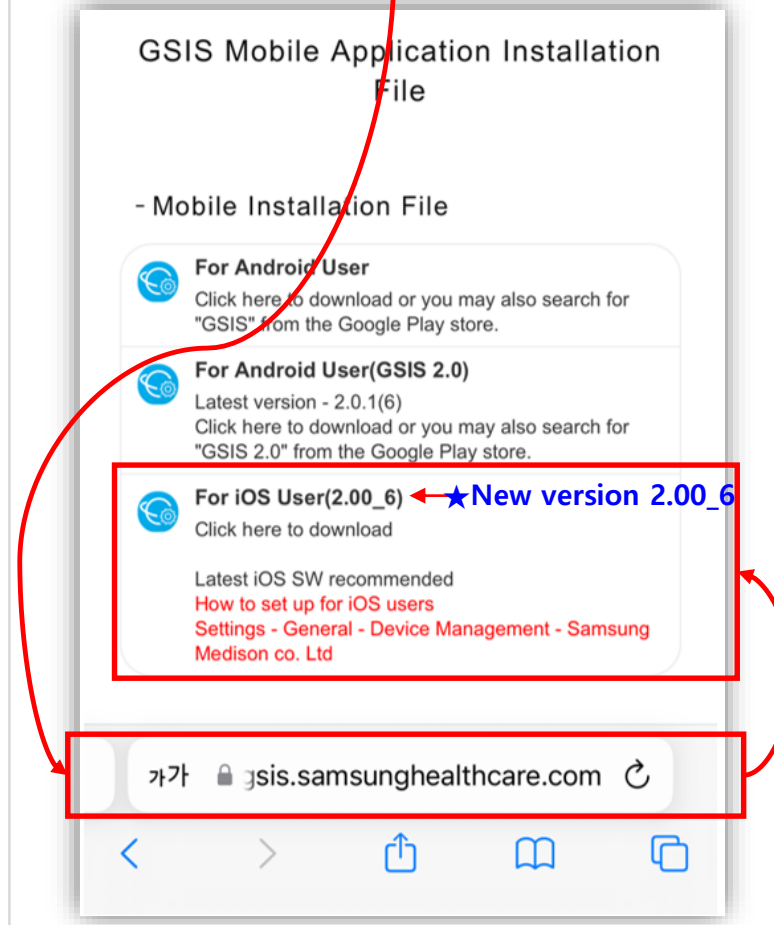 GSIS Mobile Application Installation
File
- Mobile Installation File
For Android User
Click here to download or you may also search for
"GSIS" from the Google Play store.
For Android User(GSIS 2.0)
Latest version - 2.0.1(6)
Click here to download or you may also search for
"GSIS 2.0" from the Google Play store.
For iOS User(2.00_6) ★New version 2.00_6
Click here to download
Latest iOS SW recommended
How to set up for iOS users
Settings - General - Device Management - Samsung
Medison co. Ltd
가가 gsis.samsunghealthcare.com